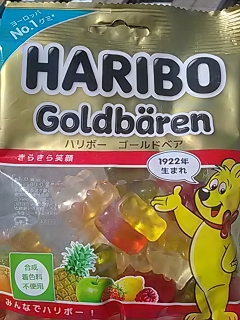 ヨーロッパ
No.1グミ*
HARIBO
Goldbären
ハリボー ゴールドベア
きらきら笑顔
1922年
生まれ
合成
着色料
不使用
みんなでハリボー!